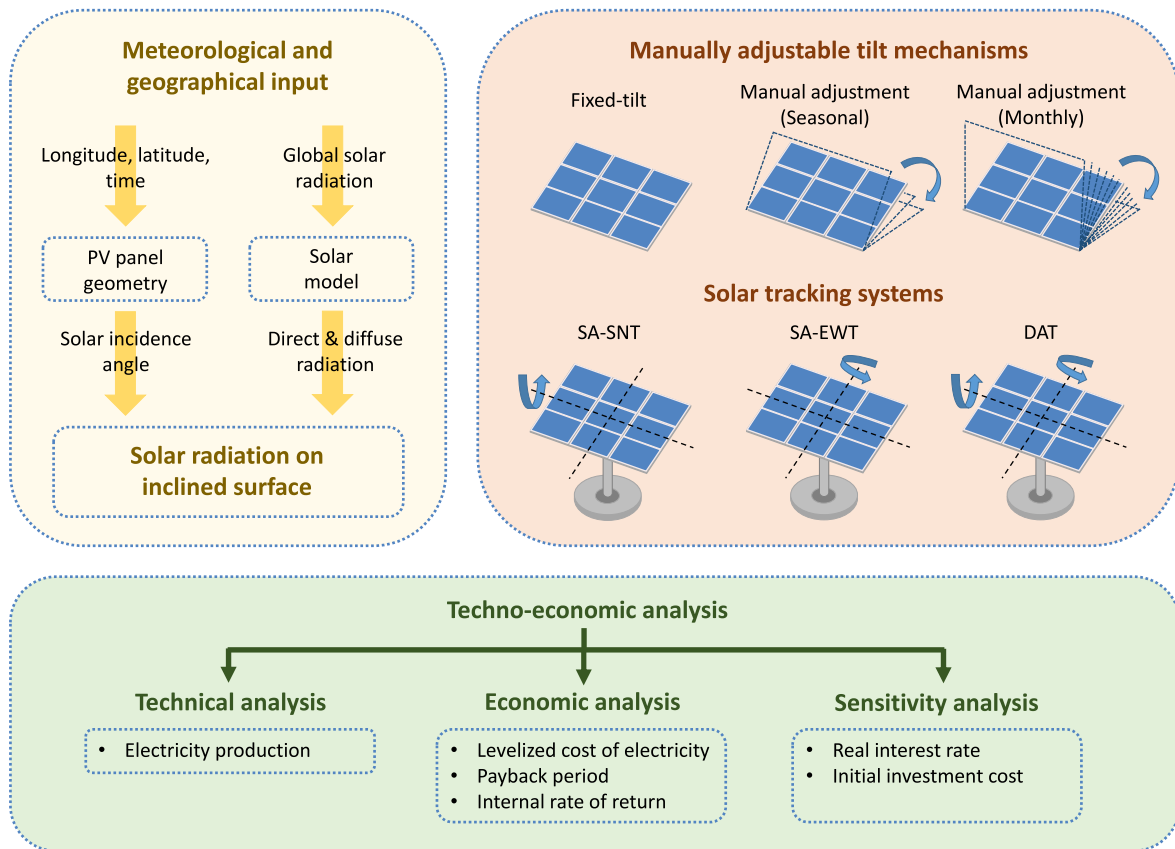 Meteorological and
geographical input
Longitude, latitude,
time
Global solar
radiation
PV panel
geometry
Solar
model
Solar incidence
angle
Direct & diffuse
radiation
Solar radiation on
inclined surface
Manually adjustable tilt mechanisms
Fixed-tilt
Manual adjustment
(Seasonal)
Manual adjustment
(Monthly)
Solar tracking systems
SA-SNT
SA-EWT
DAT
Techno-economic analysis
Technical analysis
• Electricity production
Economic analysis
• Levelized cost of electricity
• Payback period
• Internal rate of return
Sensitivity analysis
• Real interest rate
• Initial investment cost